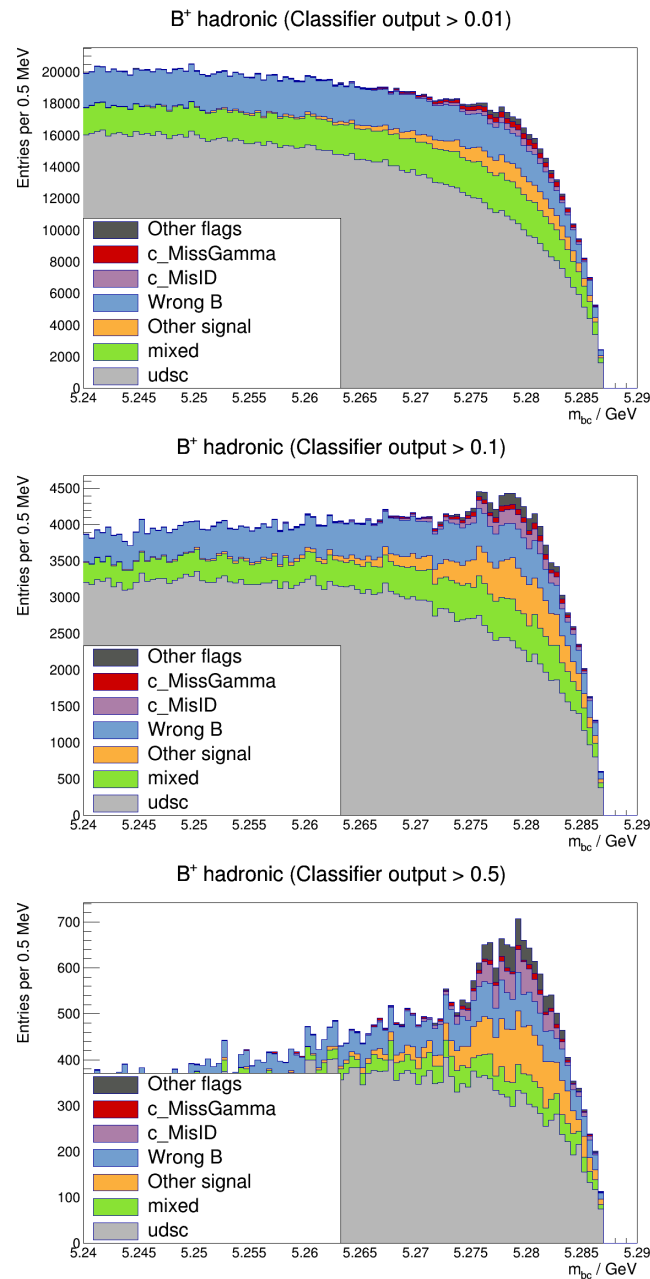 B+ hadronic (Classifier output > 0.01)
Entries per 0.5 MeV
20000
18000
16000
14000
12000
10000
8000
6000
4000
2000
0
Other flags
c_MissGamma
c_MisID
Wrong B
Other signal
mixed
udsc
5.24 5.245 5.25 5.255 5.26 5.265 5.27 5.275 5.28 5.285 5.29
mbc / GeV
B+ hadronic (Classifier output > 0.1)
Entries per 0.5 MeV
4500
4000
3500
3000
2500
2000
1500
1000
500
0
Other flags
c_MissGamma
c_MisID
Wrong B
Other signal
mixed
udsc
5.24 5.245 5.25 5.255 5.26 5.265 5.27 5.275 5.28 5.285 5.29
mbc / GeV
B+ hadronic (Classifier output > 0.5)
Entries per 0.5 MeV
700
600
500
400
300
200
100
0
Other flags
c_MissGamma
c_MisID
Wrong B
Other signal
mixed
udsc
5.24 5.245 5.25 5.255 5.26 5.265 5.27 5.275 5.28 5.285 5.29
mbc / GeV